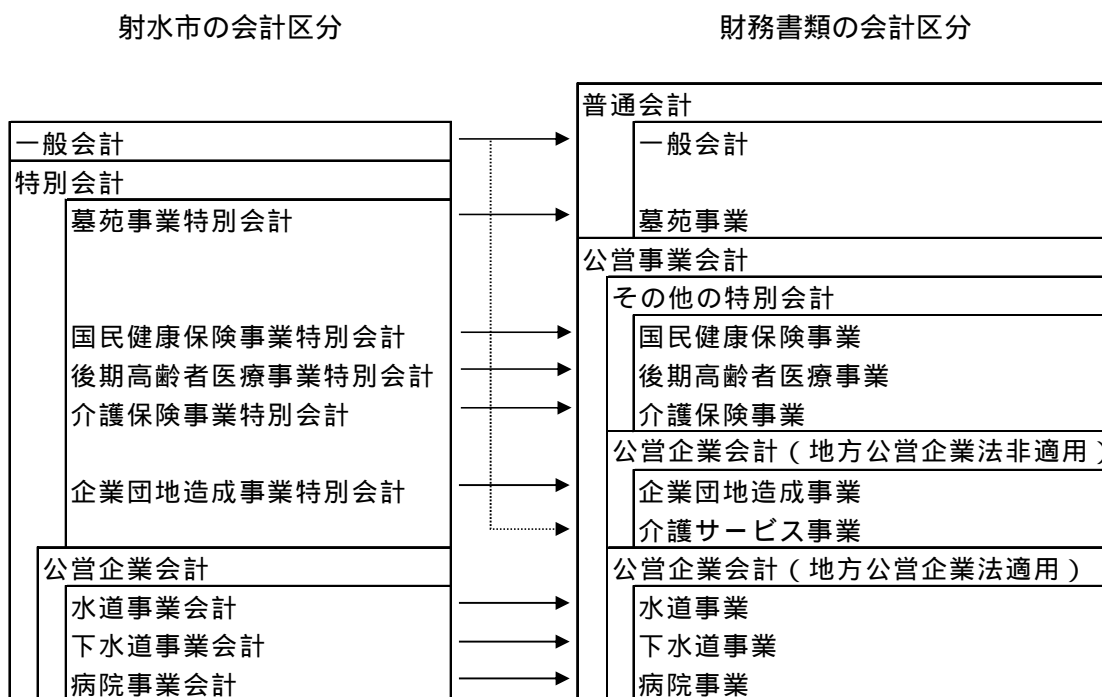 射水市の会計区分
財務書類の会計区分
一般会計
特別会計
墓苑事業特別会計
国民健康保険事業特別会計
後期高齢者医療事業特別会計
介護保険事業特別会計
企業団地造成事業特別会計
公営企業会計
水道事業会計
下水道事業会計
病院事業会計
普通会計
一般会計
墓苑事業
公営事業会計
その他の特別会計
国民健康保険事業
後期高齢者医療事業
介護保険事業
公営企業会計(地方公営企業法非適用)
企業団地造成事業
介護サービス事業
公営企業会計(地方公営企業法適用)
水道事業
下水道事業
病院事業